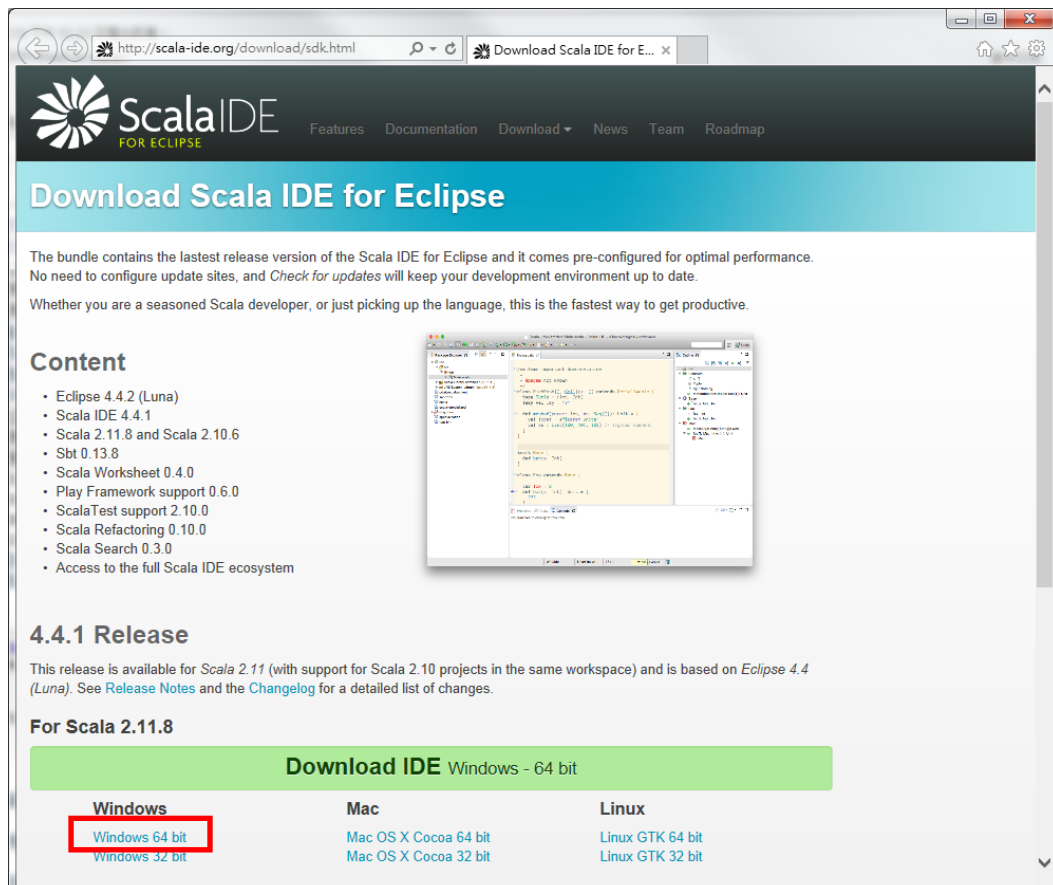 http://scala-ide.org/download/sdk.html
Download Scala IDE for E...
ScalaIDE
FOR ECLIPSE
Features Documentation Download News Team Roadmap
Download Scala IDE for Eclipse
The bundle contains the lastest release version of the Scala IDE for Eclipse and it comes pre-configured for optimal performance.
No need to configure update sites, and Check for updates will keep your development environment up to date.
Whether you are a seasoned Scala developer, or just picking up the language, this is the fastest way to get productive.
Content
• Eclipse 4.4.2 (Luna)
• Scala IDE 4.4.1
• Scala 2.11.8 and Scala 2.10.6
• Sbt 0.13.8
• Scala Worksheet 0.4.0
• Play Framework support 0.6.0
• ScalaTest support 2.10.0
• Scala Refactoring 0.10.0
• Scala Search 0.3.0
• Access to the full Scala IDE ecosystem
4.4.1 Release
This release is available for Scala 2.11 (with support for Scala 2.10 projects in the same workspace) and is based on Eclipse 4.4
(Luna). See Release Notes and the Changelog for a detailed list of changes.
For Scala 2.11.8
Download IDE Windows - 64 bit
Windows Mac Linux
Windows 64 bit Mac OS X Cocoa 64 bit Linux GTK 64 bit
Windows 32 bit Mac OS X Cocoa 32 bit Linux GTK 32 bit